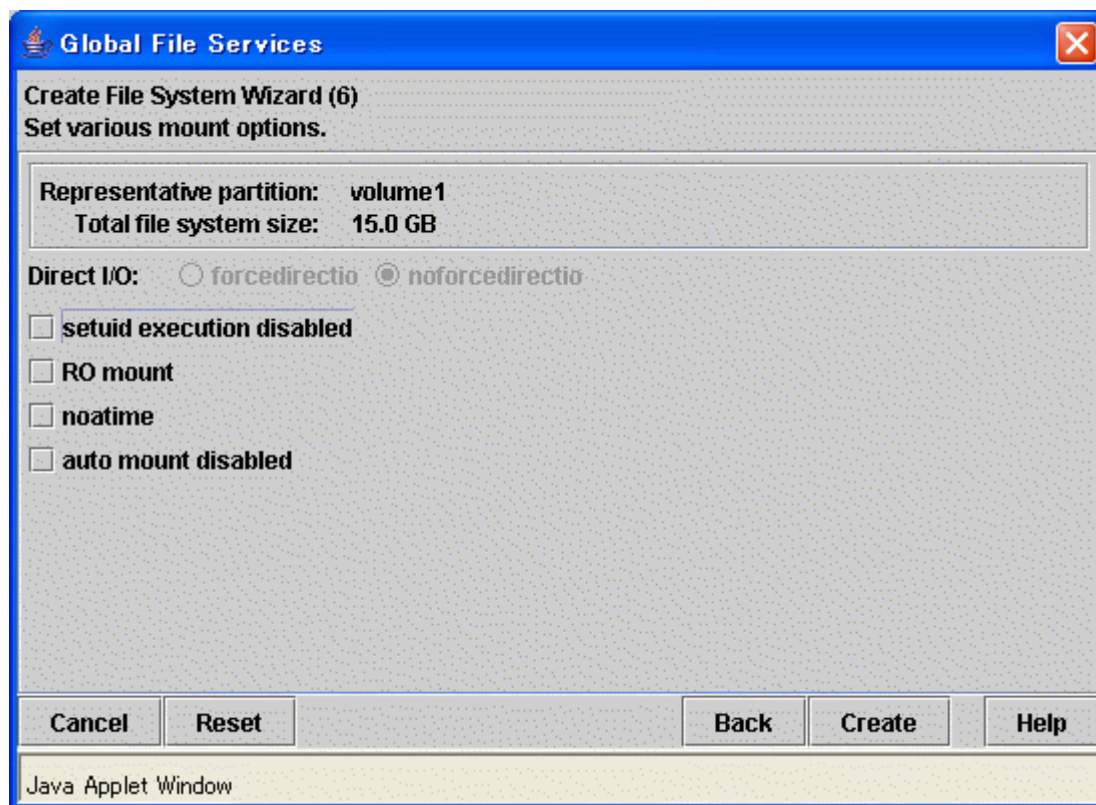 Global File Services
Create File System Wizard (6)
Set various mount options.
Representative partition: volume1
Total file system size: 15.0 GB
Direct I/O: forcedirectio noforcedirectio
setuid execution disabled
RO mount
noatime
auto mount disabled
Cancel Reset Back Create Help
Java Applet Window